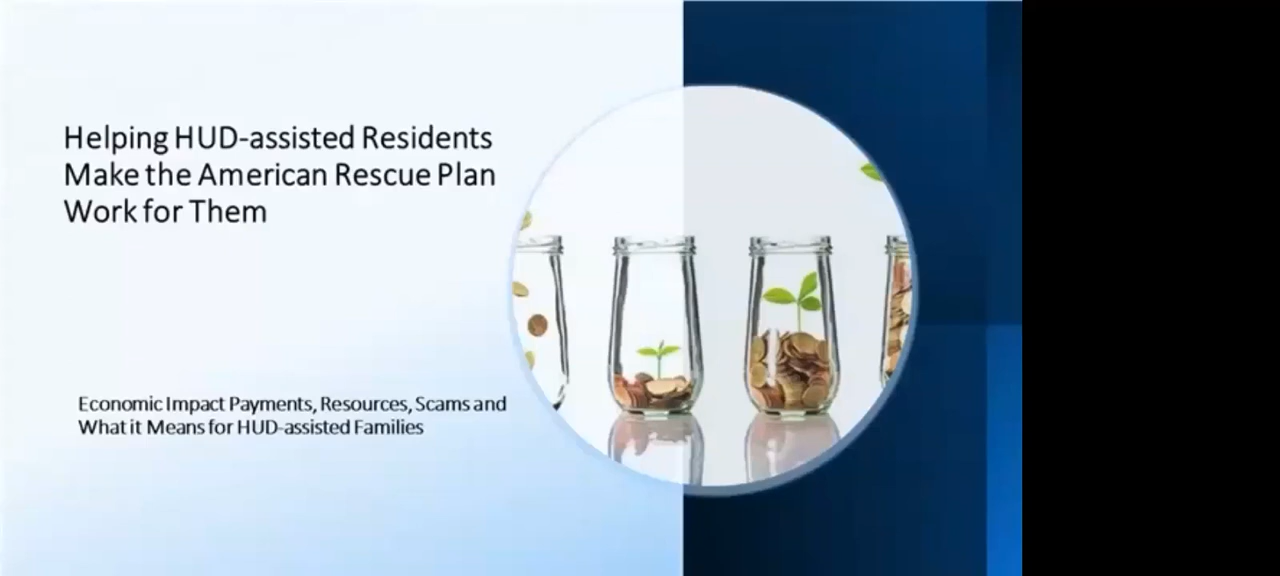 Helping HUD-assisted Residents
Make the American Rescue Plan
Work for Them
Economic Impact Payments, Resources, Scams and
What it Means for HUD-assisted Families